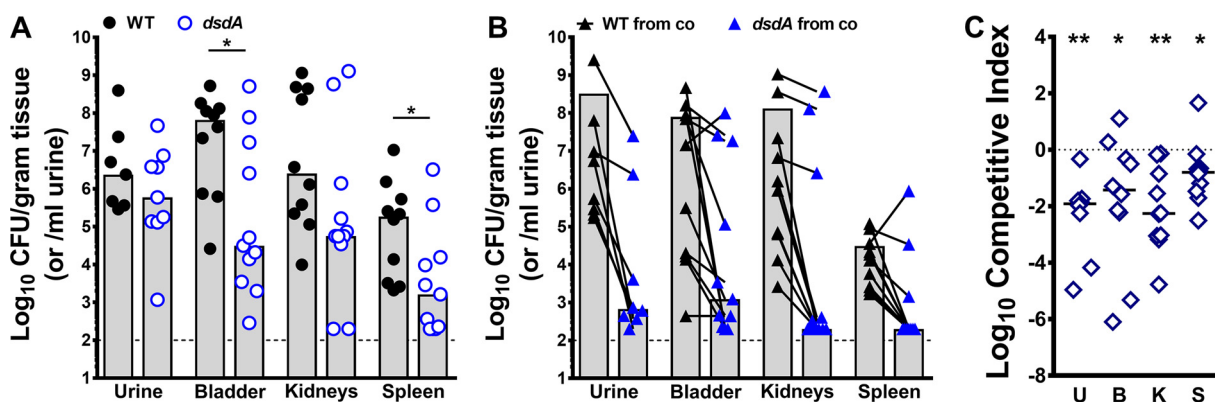 A
WT
dsdA
Log10 CFU/gram tissue
(or /ml urine)
10
9
8
7
6
5
4
3
2
1
*
*
Urine
Bladder
Kidneys
Spleen
B
WT from co
dsdA from co
Log10 CFU/gram tissue
(or /ml urine)
10
9
8
7
6
5
4
3
2
1
Urine
Bladder
Kidneys
Spleen
C
Log10 Competitive Index
4
2
0
-2
-4
-6
-8
**
*
**
*
U
B
K
S